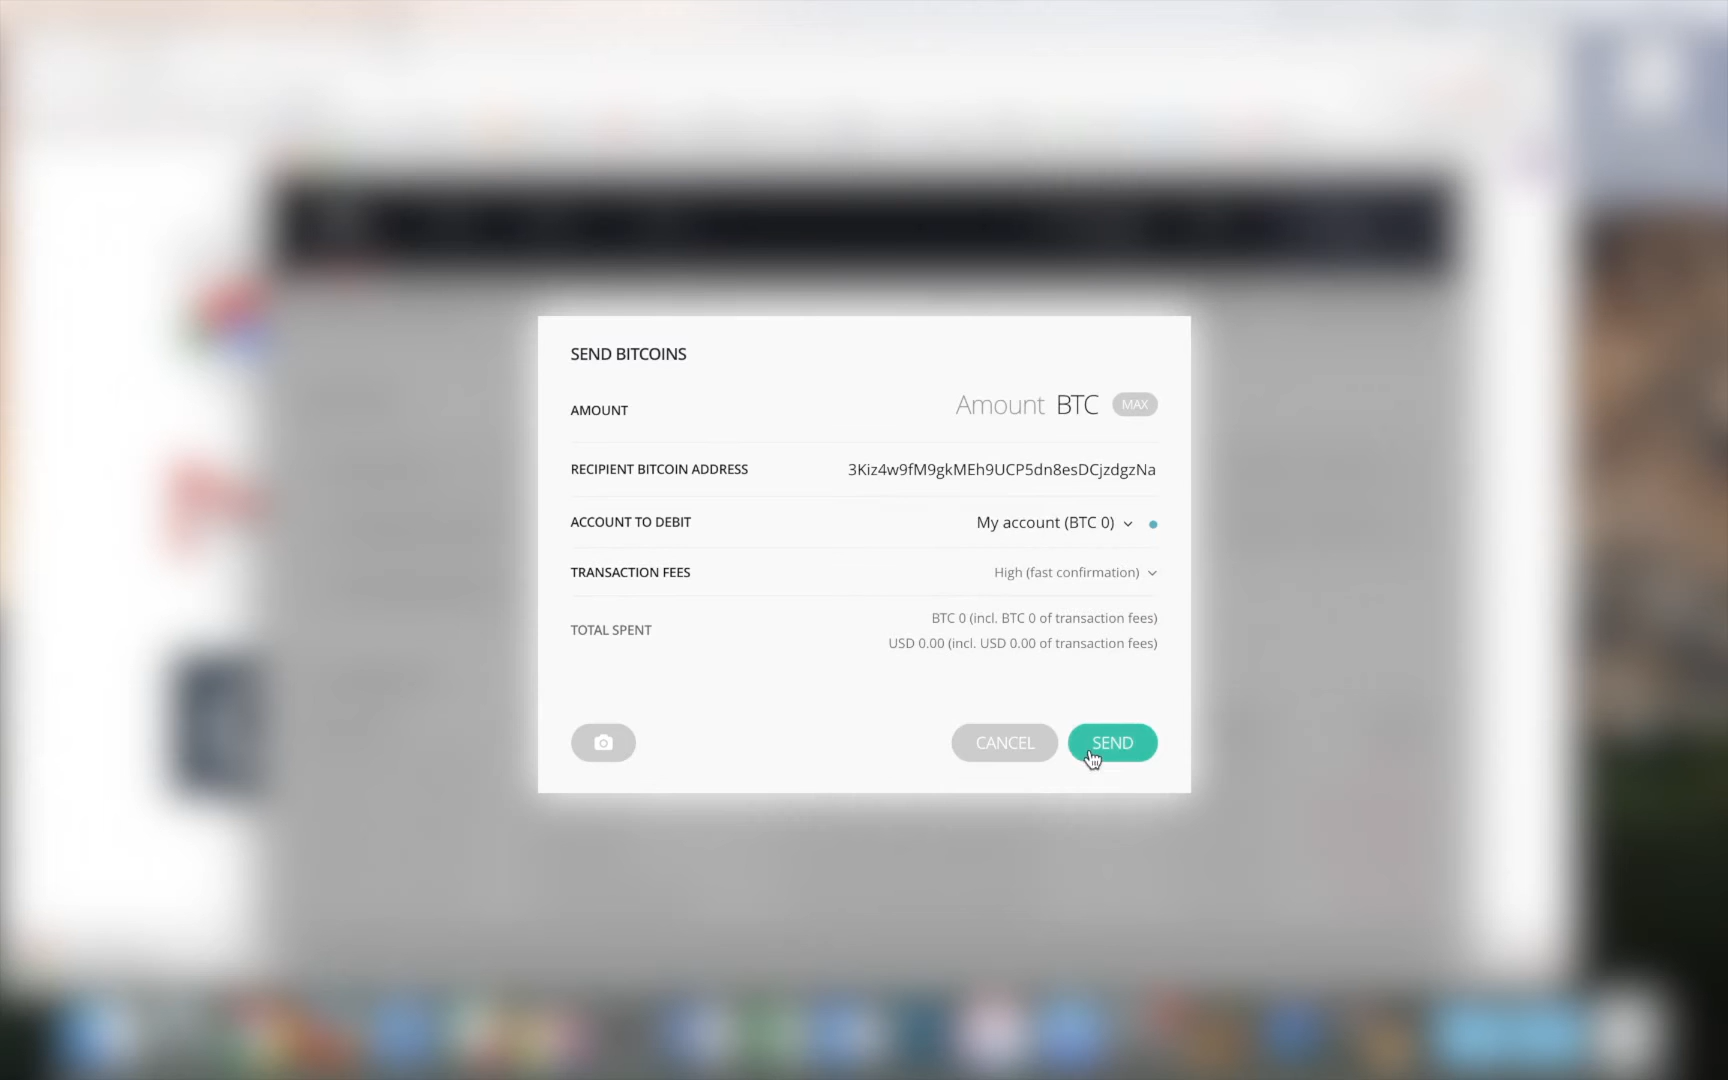 SEND BITCOINS
AMOUNT Amount BTC MAX
RECIPIENT BITCOIN ADDRESS 3Kiz4w9fM9gkMEh9UCP5dn8esDCjzdgzNa
ACCOUNT TO DEBIT My account (BTC 0)
TRANSACTION FEES High (fast confirmation)
TOTAL SPENT BTC 0 (incl. BTC 0 of transaction fees)
USD 0.00 (incl. USD 0.00 of transaction fees)
CANCEL SEND